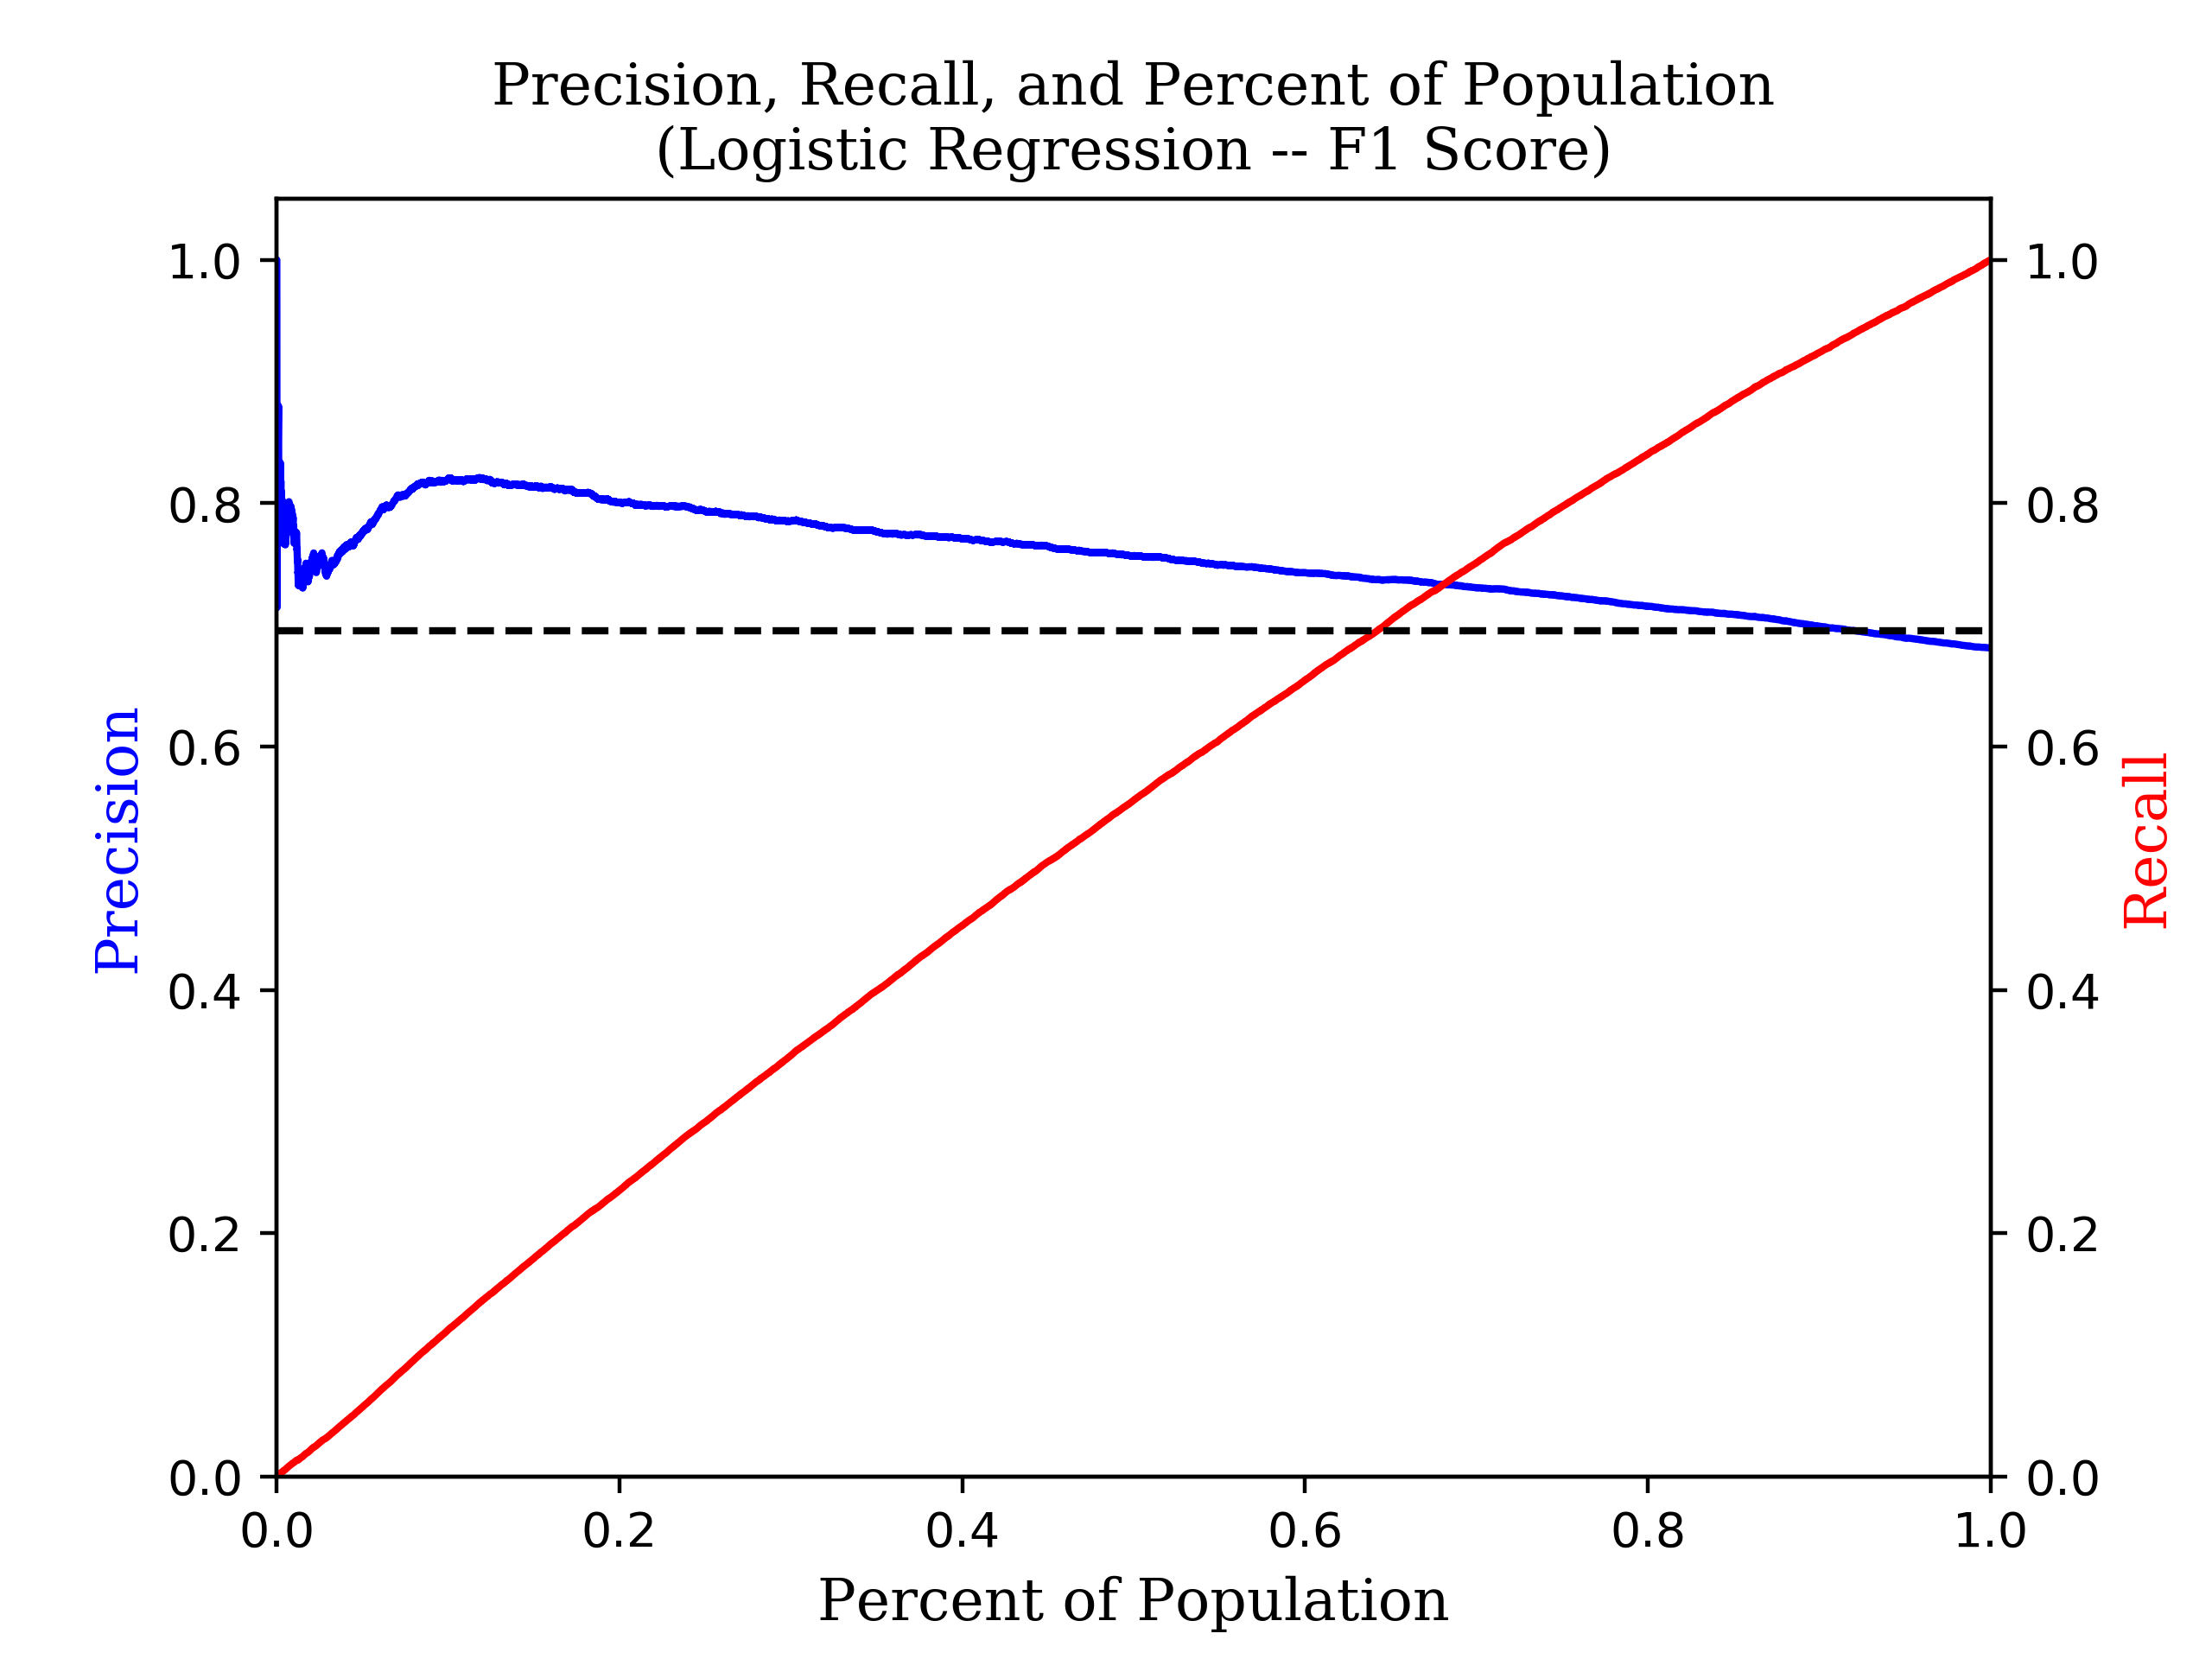 Precision, Recall, and Percent of Population
(Logistic Regression -- F1 Score)
1.0
0.8
0.6
0.4
0.2
0.0
Precision
1.0
0.8
0.6
0.4
0.2
0.0
Recall
0.0 0.2 0.4 0.6 0.8 1.0
Percent of Population